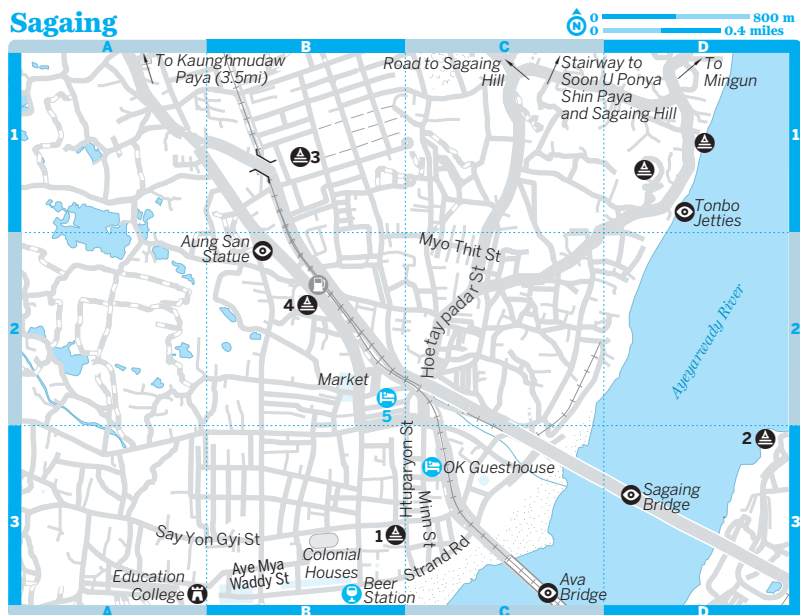 Sagaing
N
0 800 m
0 0.4 miles
A B C D
To Kaunghmudaw
Paya (3.5mi)
Road to Sagaing
Hill
Stairway to
Soon U Ponya
Shin Paya
and Sagaing Hill
To
Mingun
1 1
3
Tonbo
Jetties
Aung San
Statue
Myo Thit St
Hoetaypadar St
4
2 2
Ayeyarwady River
Market
5
2
Htuparyon St
OK Guesthouse
Minn St
Sagaing
Bridge
3 3
Say Yon Gyi St
1
Colonial
Houses
Strand Rd
Aye Mya
Waddy St
Education
College
Beer
Station
Ava
Bridge
A B C D